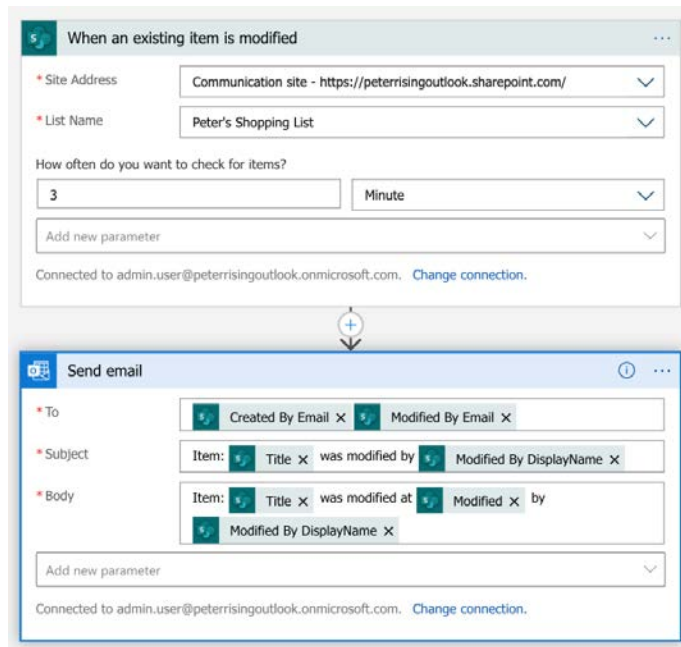 When an existing item is modified
* Site Address
Communication site - https://peterrisingoutlook.sharepoint.com/
* List Name
Peter's Shopping List
How often do you want to check for items?
3
Minute
Add new parameter
Connected to admin.user@peterrisingoutlook.onmicrosoft.com. Change connection.
Send email
* To
Created By Email × Modified By Email ×
* Subject
Item: Title × was modified by Modified By DisplayName ×
* Body
Item: Title × was modified at Modified × by
Modified By DisplayName ×
Add new parameter
Connected to admin.user@peterrisingoutlook.onmicrosoft.com. Change connection.